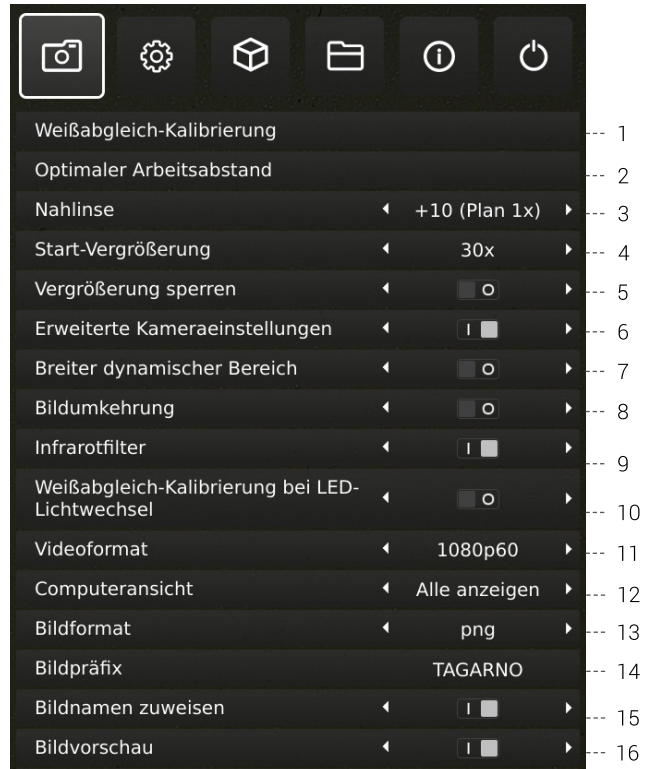 Weißabgleich-Kalibrierung --- 1
Optimaler Arbeitsabstand --- 2
Nahlinse +10 (Plan 1x) --- 3
Start-Vergrößerung 30x --- 4
Vergrößerung sperren O --- 5
Erweiterte Kameraeinstellungen I --- 6
Breiter dynamischer Bereich O --- 7
Bildumkehrung O --- 8
Infrarotfilter I --- 9
Weißabgleich-Kalibrierung bei LED-
Lichtwechsel O --- 10
Videoformat 1080p60 --- 11
Computeransicht Alle anzeigen --- 12
Bildformat png --- 13
Bildpräfix TAGARNO --- 14
Bildnamen zuweisen I --- 15
Bildvorschau I --- 16